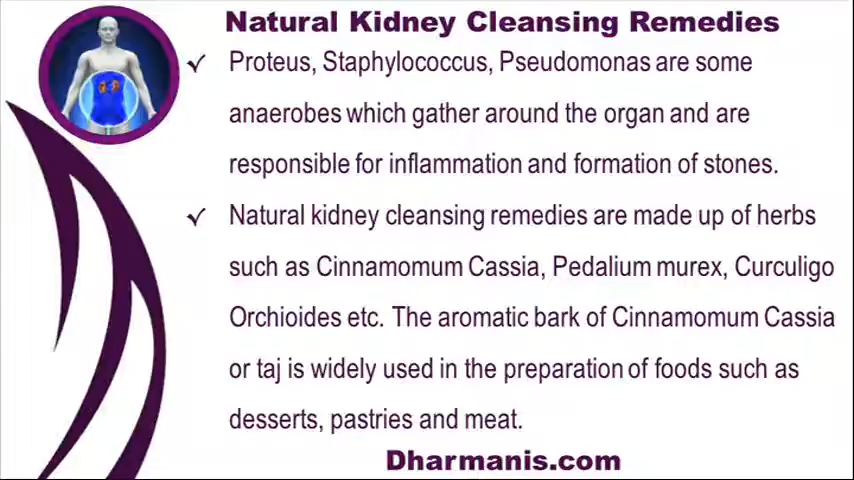 Natural Kidney Cleansing Remedies
✓ Proteus, Staphylococcus, Pseudomonas are some
anaerobes which gather around the organ and are
responsible for inflammation and formation of stones.
✓ Natural kidney cleansing remedies are made up of herbs
such as Cinnamomum Cassia, Pedalium murex, Curculigo
Orchioides etc. The aromatic bark of Cinnamomum Cassia
or taj is widely used in the preparation of foods such as
desserts, pastries and meat.
Dharmanis.com